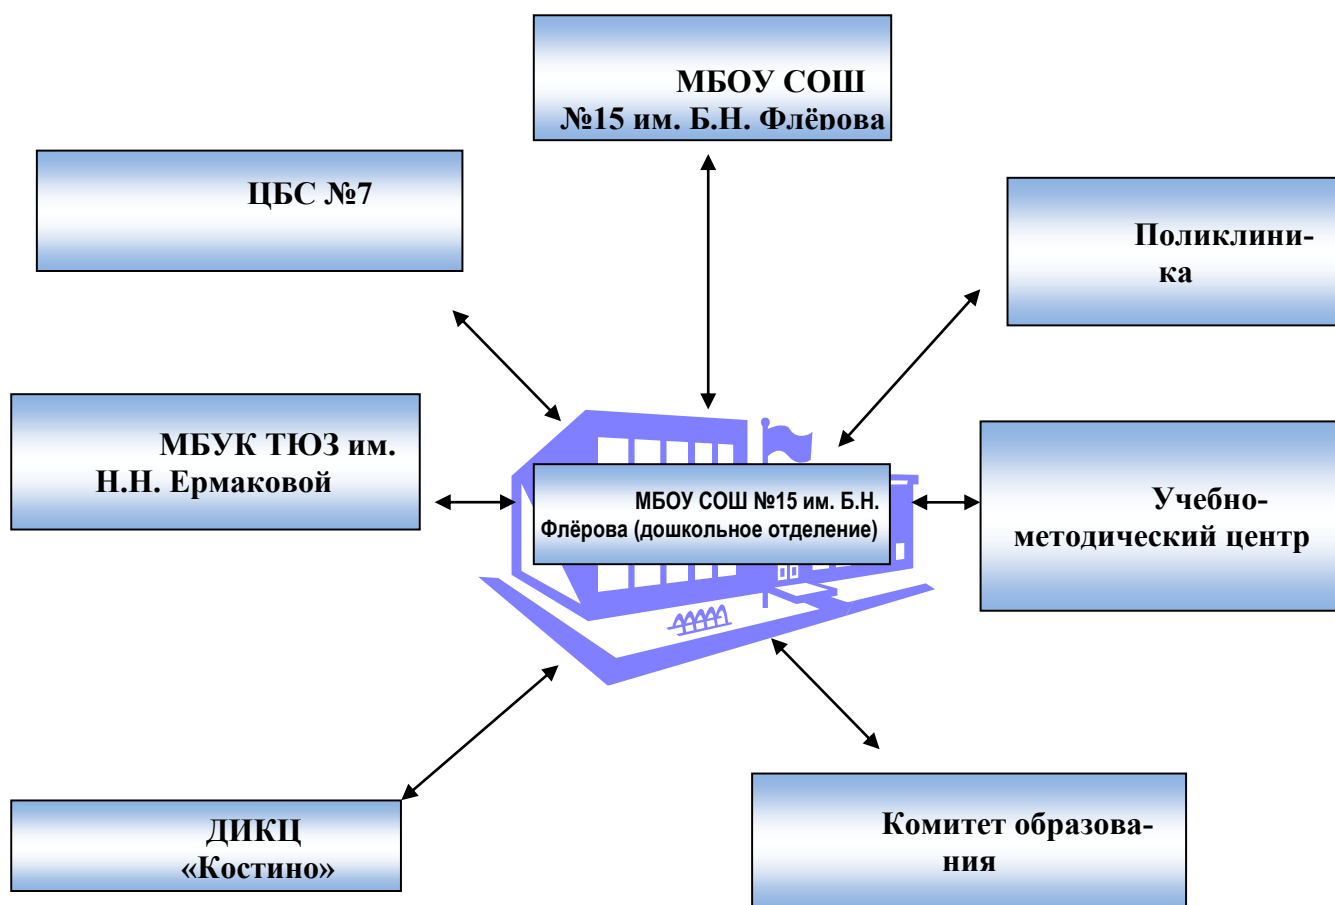 МБОУ СОШ
№15 им. Б.Н. Флёрова
ЦБС №7
Поликлини-
ка
МБУК ТЮЗ им.
Н.Н. Ермаковой
МБОУ СОШ №15 им. Б.Н.
Флёрова (дошкольное отделение)
Учебно-
методический центр
ДИКЦ
«Костино»
Комитет образова-
ния